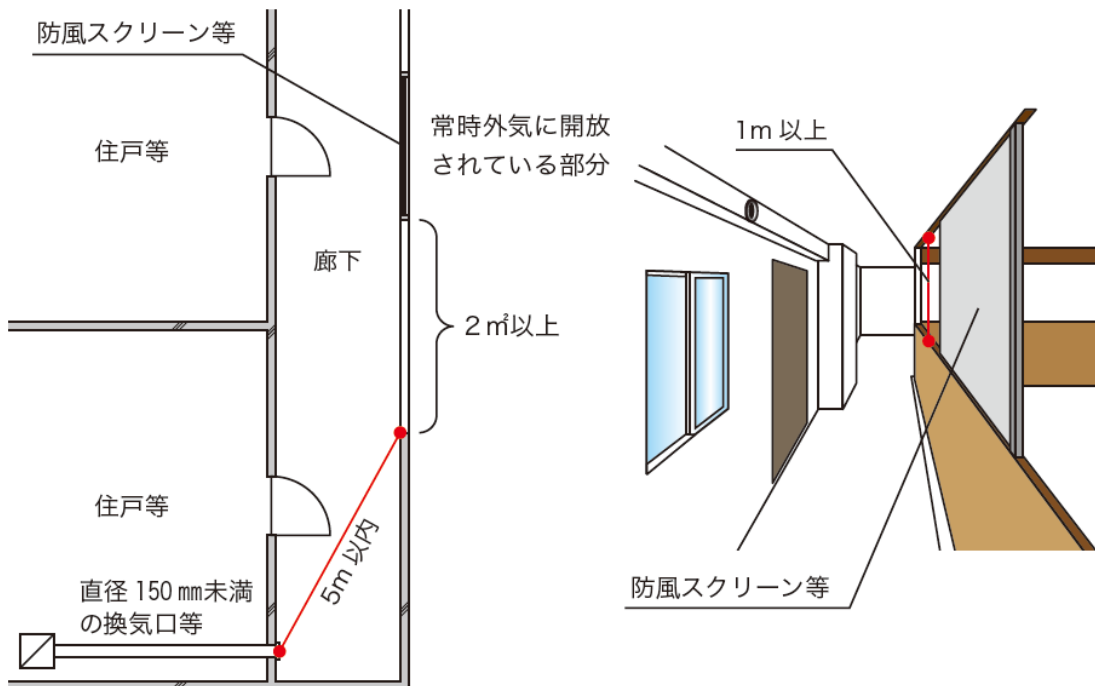 防風スクリーン等
常時外気に開放
されている部分
住戸等
廊下
2㎡以上
住戸等
5m以内
直径150㎜未満
の換気口等
1m以上
防風スクリーン等